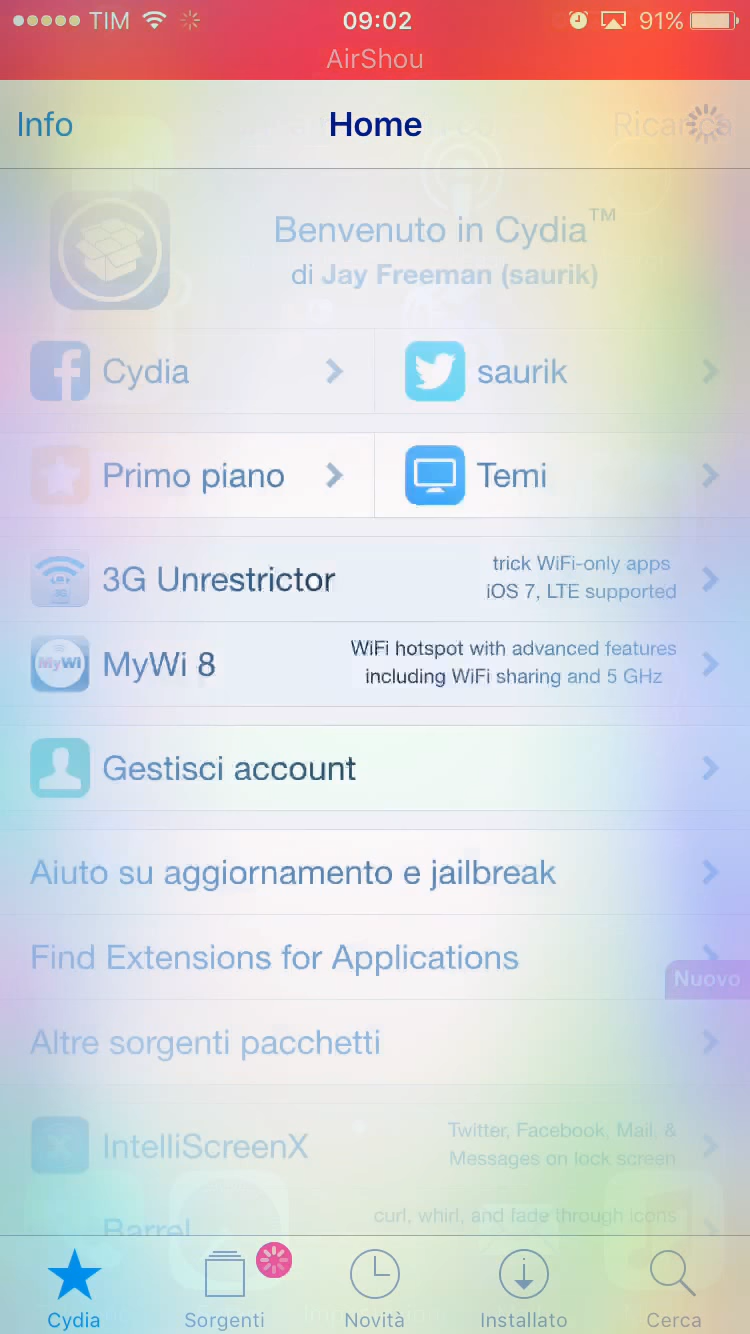 TIM 09:02 91%
AirShou
Info Home Ricarica
Benvenuto in Cydia™
di Jay Freeman (saurik)
Cydia saurik
Primo piano Temi
3G Unrestrictor trick WiFi-only apps
iOS 7, LTE supported
MyWi
MyWi 8 WiFi hotspot with advanced features
including WiFi sharing and 5 GHz
Gestisci account
Aiuto su aggiornamento e jailbreak
Find Extensions for Applications
Nuovo
Altre sorgenti pacchetti
IntelliScreenX Twitter, Facebook, Mail, &
Messages on lock screen
Barrel curl, whirl, and fade through icons
Cydia Sorgenti Novità Installato Cerca